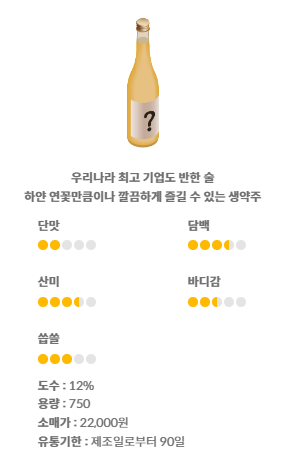 ?
우리나라 최고 기업도 반한 술
하얀 연꽃만큼이나 깔끔하게 즐길 수 있는 생약주
단맛 담백
산미 바디감
씁쓸
도수 : 12%
용량 : 750
소매가 : 22,000원
유통기한 : 제조일로부터 90일